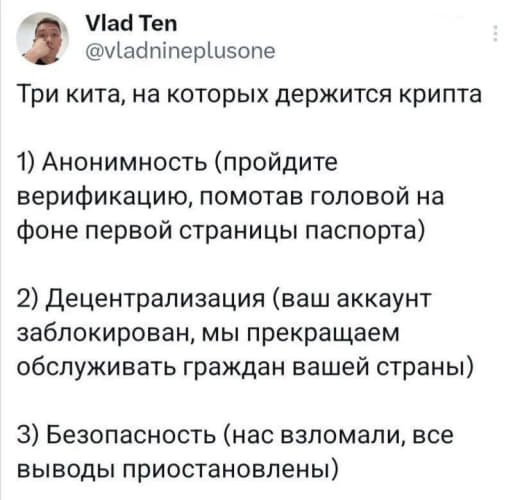 Vlad Ten
@vladnineplusone
Три кита, на которых держится крипта
1) Анонимность (пройдите
верификацию, помотав головой на
фоне первой страницы паспорта)
2) Децентрализация (ваш аккаунт
заблокирован, мы прекращаем
обслуживать граждан вашей страны)
3) Безопасность (нас взломали, все
выводы приостановлены)